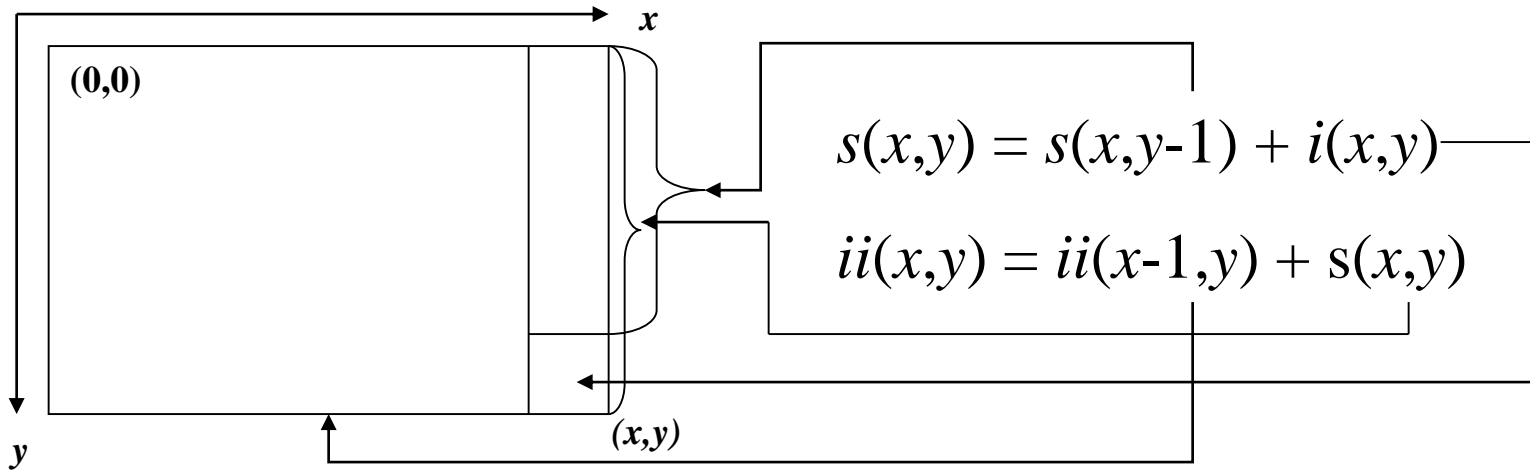 x
(0,0)
s(x,y) = s(x,y-1) + i(x,y)
ii(x,y) = ii(x-1,y) + s(x,y)
(x,y)
y